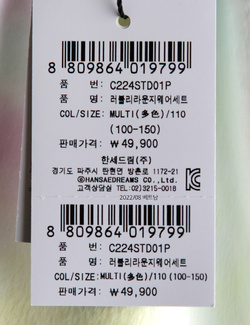 8 809864 019799
품 번 : C224STD01P
품 명 : 러블리라운지웨어세트
COL/SIZE: MULTI(多色)/110
(100-150)
판매가격: ₩ 49,900
한세드림(주)
경기도 파주시 탄현면 방촌로 1172-21
ⓐHANSAEDREAMS CO., Ltd.
고객상담실 TEL.02)3215-0018
2022/08 베트남
8 809864 019799
품 번 : C224STD01P
품 명 : 러블리라운지웨어세트
COL/SIZE: MULTI(多色)/110 (100-150)
판매가격: ₩ 49,900